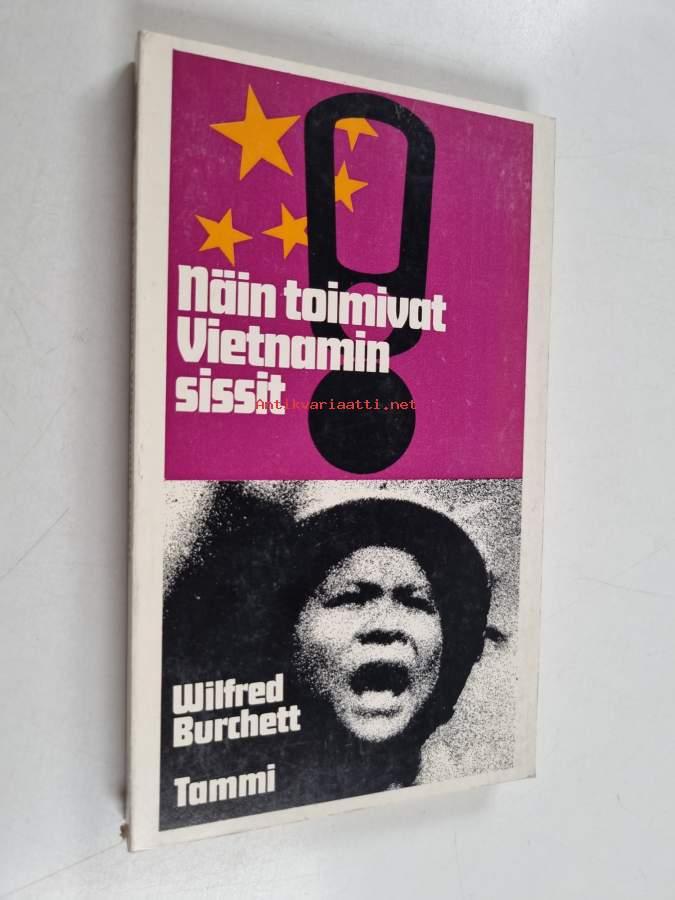 Näin toimivat
Vietnamin
sissit
Antikvariaatti.net
Wilfred
Burchett
Tammi